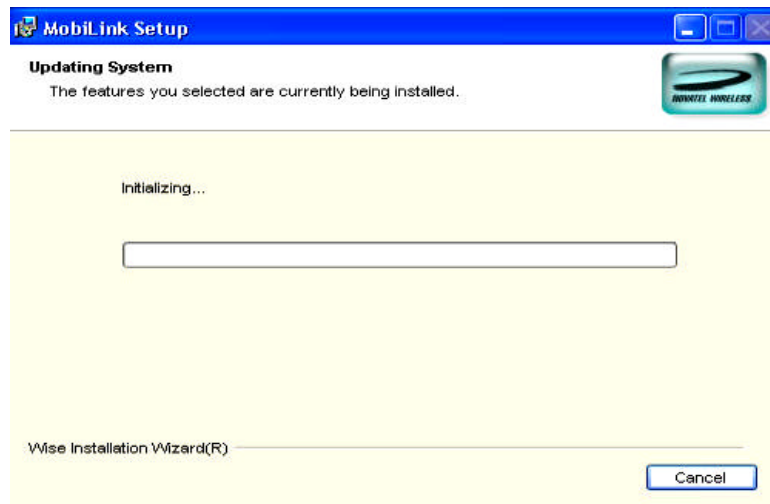 MobiLink Setup
Updating System
The features you selected are currently being installed.
NOVATEL WIRELESS
Initializing...
Wise Installation Wizard(R)
Cancel